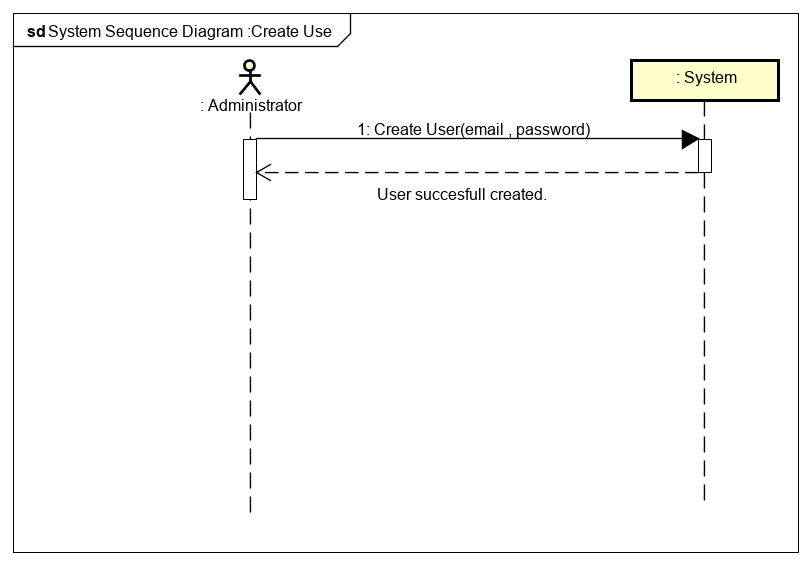 sd System Sequence Diagram :Create Use
: Administrator
: System
1: Create User(email , password)
User succesfull created.